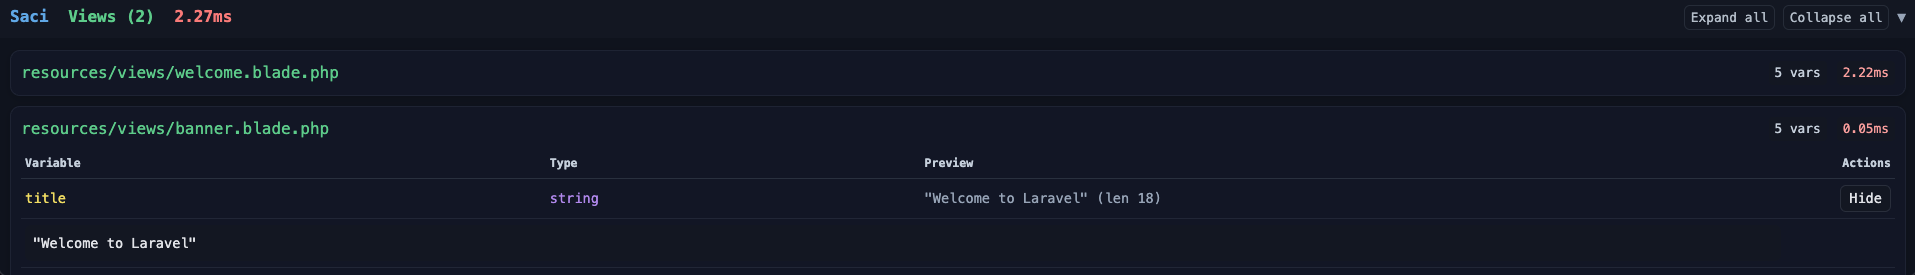 Saci Views (2) 2.27ms Expand all Collapse all ▼
resources/views/welcome.blade.php 5 vars 2.22ms
resources/views/banner.blade.php 5 vars 0.05ms
Variable Type Preview Actions
title string "Welcome to Laravel" (len 18) Hide
"Welcome to Laravel"